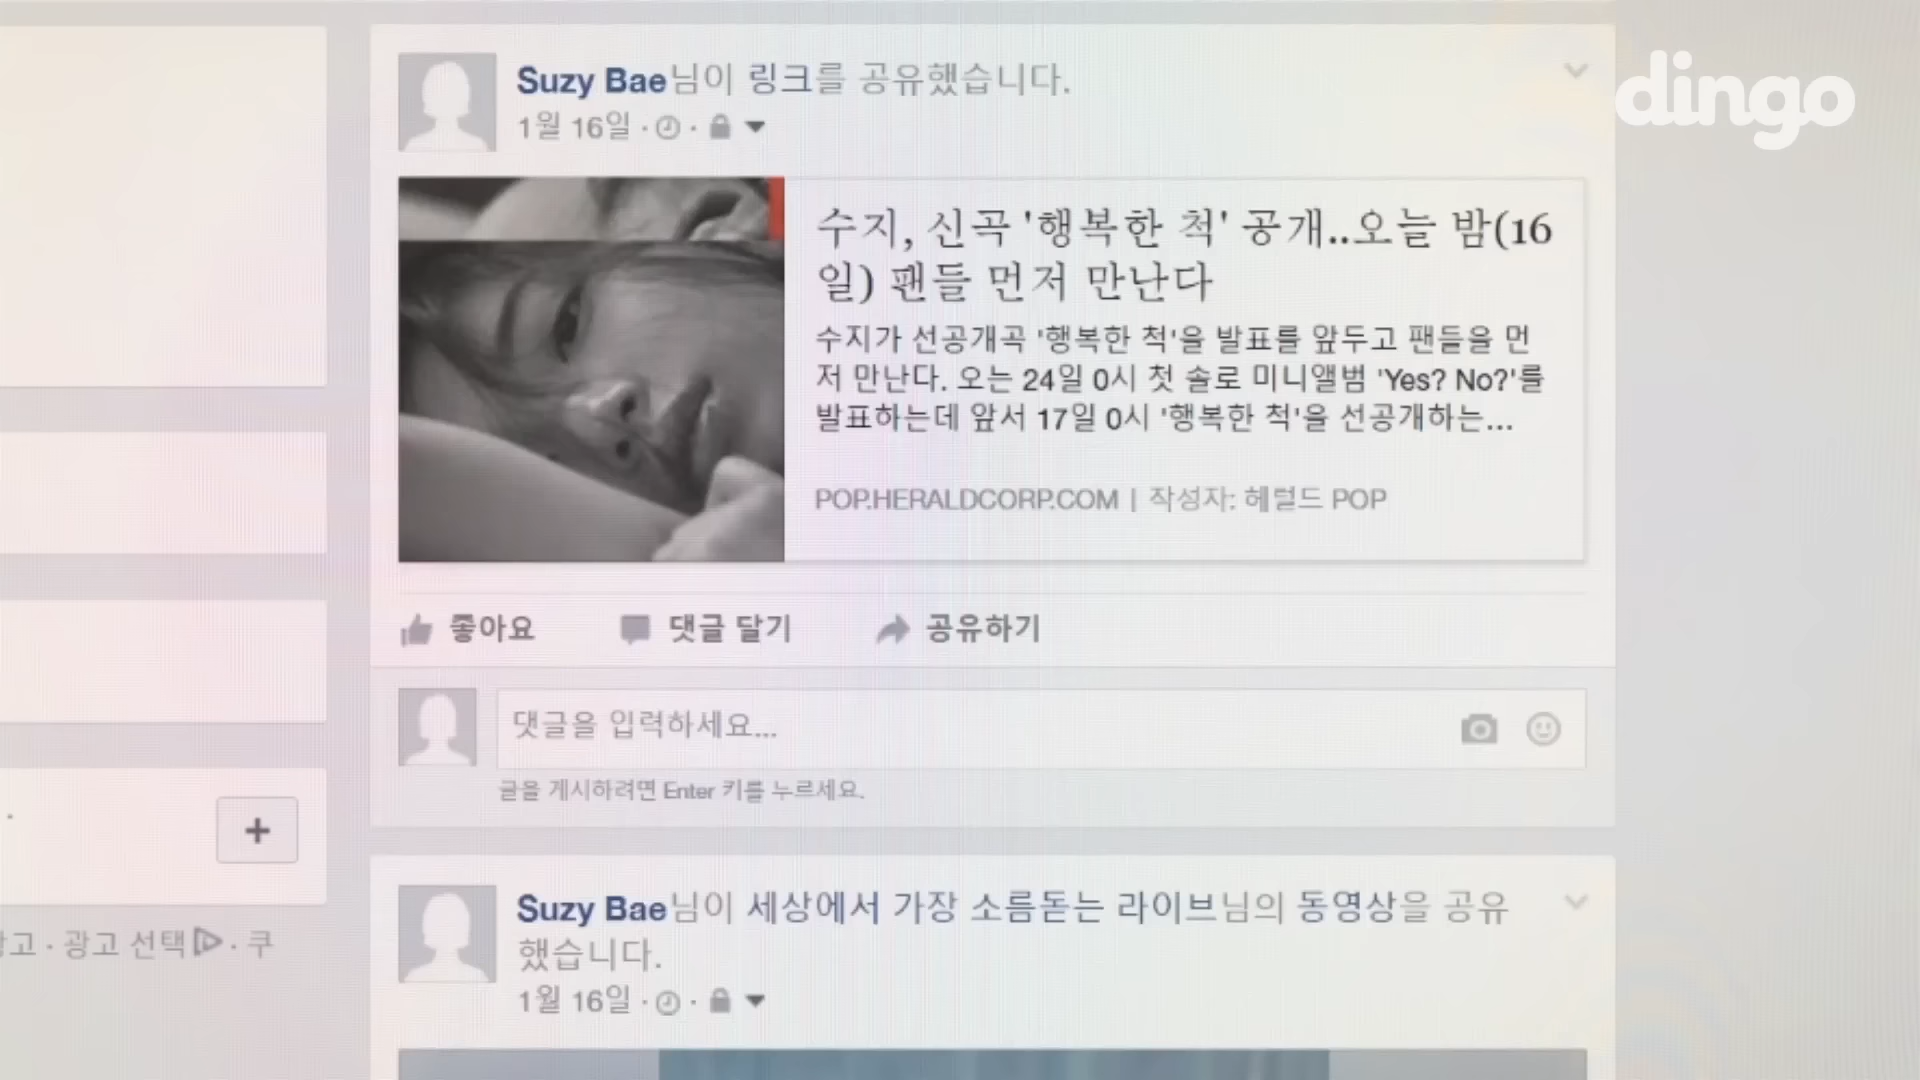 dingo
Suzy Bae님이 링크를 공유했습니다.
1월 16일
수지, 신곡 '행복한 척' 공개..오늘 밤(16
일) 팬들 먼저 만난다
수지가 선공개곡 '행복한 척'을 발표를 앞두고 팬들을 먼
저 만난다. 오는 24일 0시 첫 솔로 미니앨범 'Yes? No?'를
발표하는데 앞서 17일 0시 '행복한 척'을 선공개하는...
POP.HERALDCORP.COM | 작성자: 헤럴드 POP
좋아요 댓글 달기 공유하기
댓글을 입력하세요...
글을 게시하려면 Enter 키를 누르세요.
Suzy Bae님이 세상에서 가장 소름돋는 라이브님의 동영상을 공유
했습니다.
1월 16일
광고 · 광고 선택 · 쿠